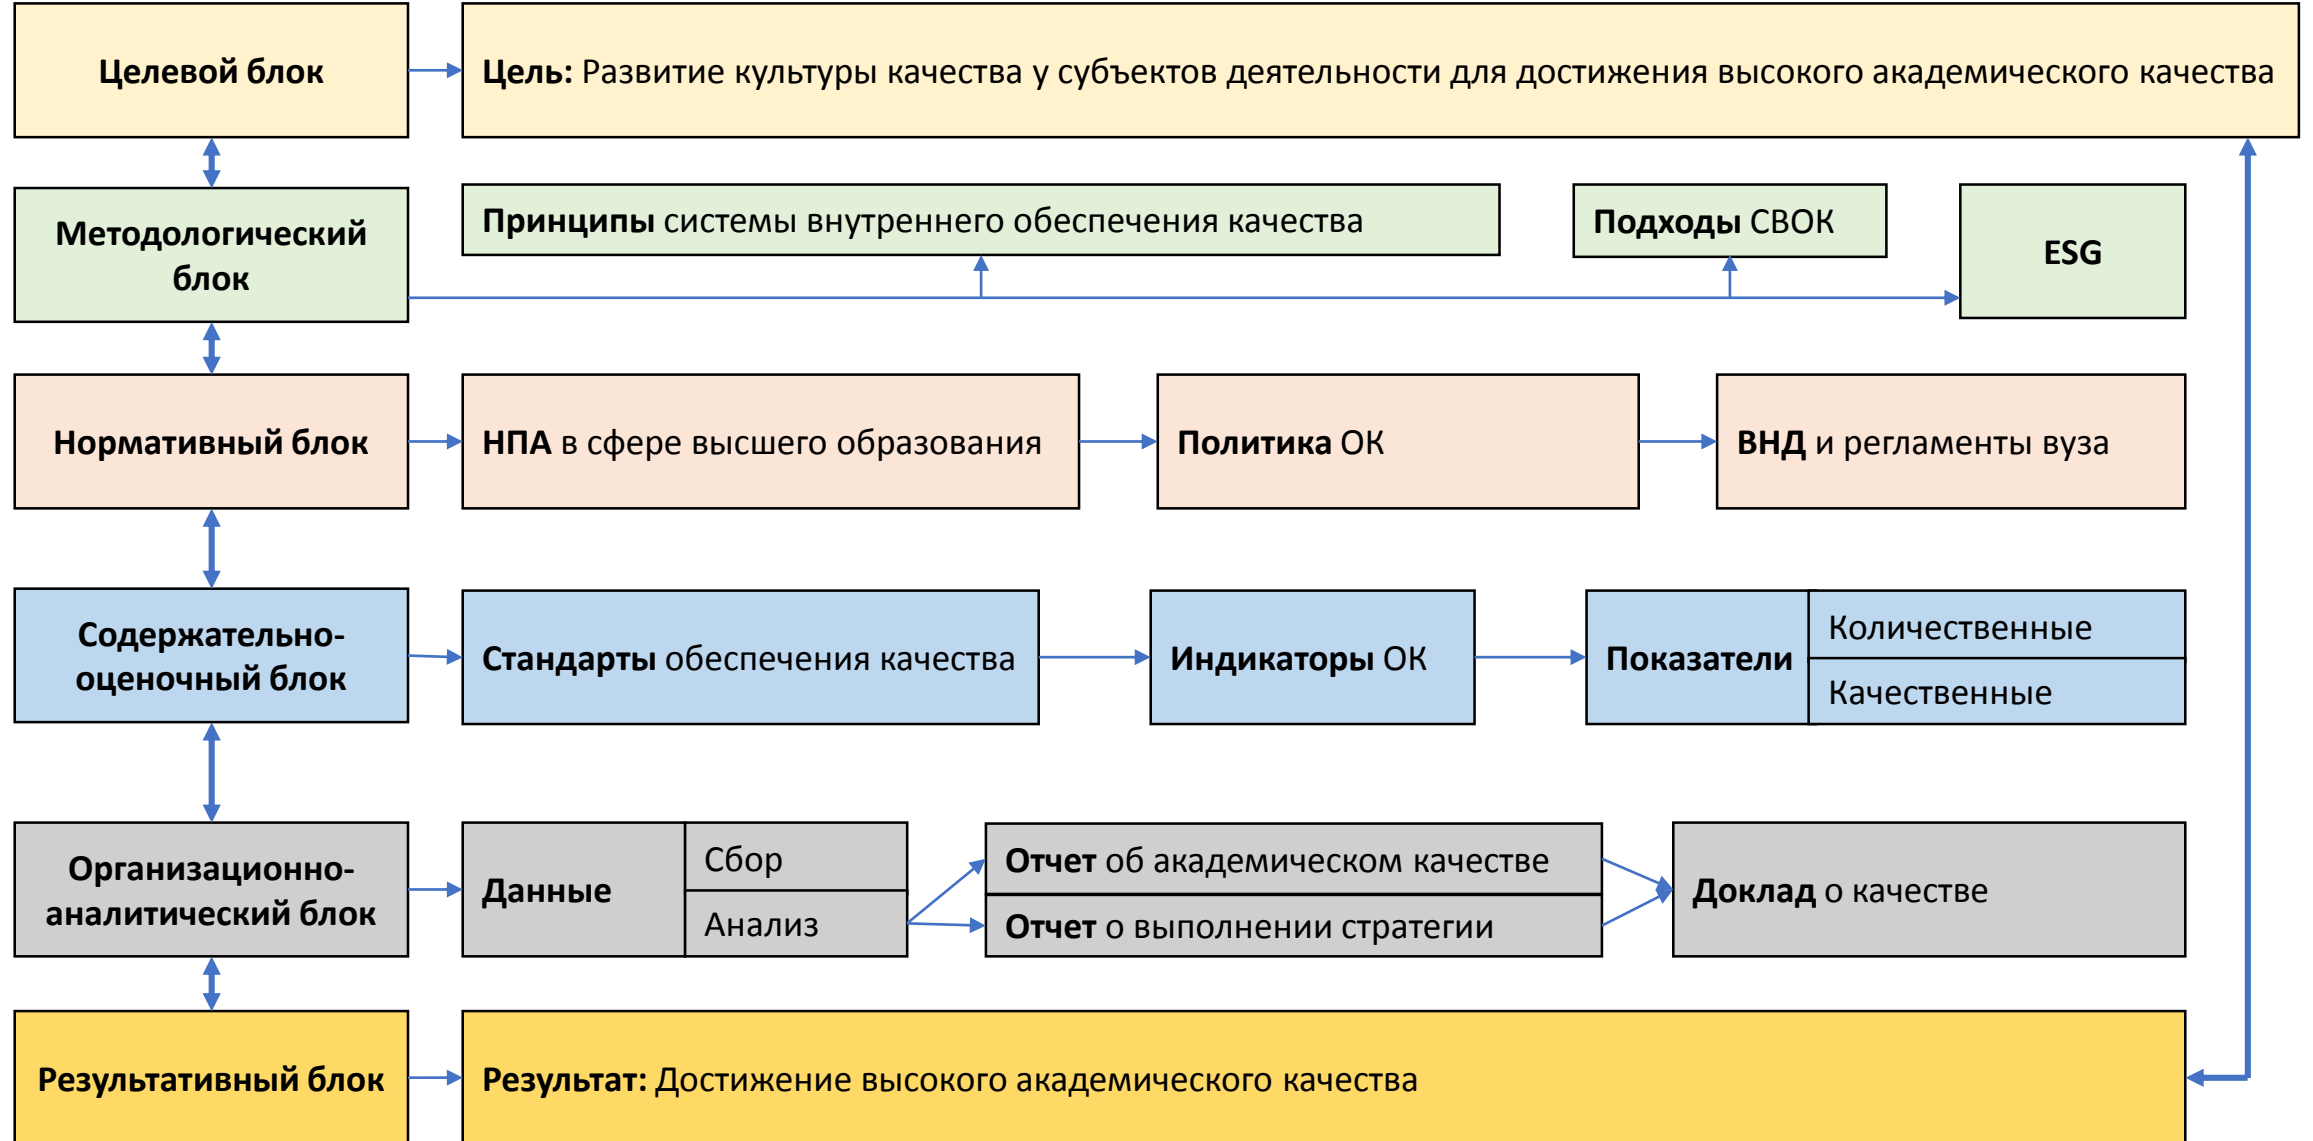 Целевой блок
Цель: Развитие культуры качества у субъектов деятельности для достижения высокого академического качества
Методологический
блок
Принципы системы внутреннего обеспечения качества
Подходы СВОК
ESG
Нормативный блок
НПА в сфере высшего образования
Политика ОК
ВНД и регламенты вуза
Содержательно-
оценочный блок
Стандарты обеспечения качества
Индикаторы ОК
Показатели
Количественные
Качественные
Организационно-
аналитический блок
Данные
Сбор
Анализ
Отчет об академическом качестве
Отчет о выполнении стратегии
Доклад о качестве
Результативный блок
Результат: Достижение высокого академического качества